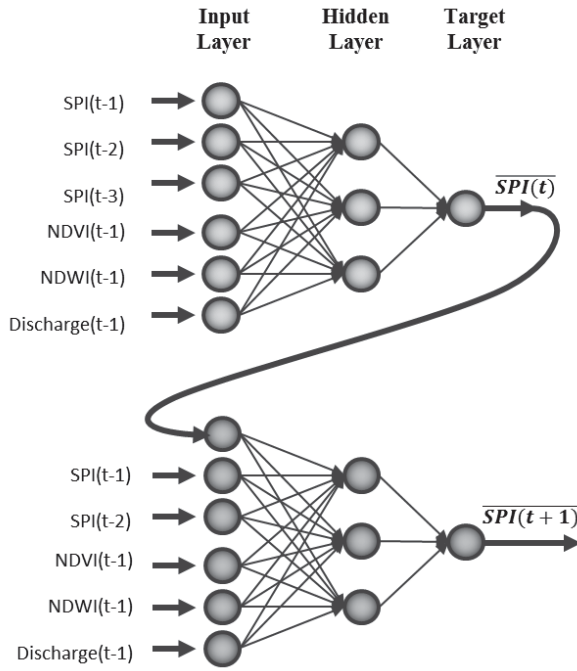 Input Layer
Hidden Layer
Target Layer
SPI(t-1)
SPI(t-2)
SPI(t-3)
NDVI(t-1)
NDWI(t-1)
Discharge(t-1)
SPI(t)
SPI(t-1)
SPI(t-2)
NDVI(t-1)
NDWI(t-1)
Discharge(t-1)
SPI(t + 1)